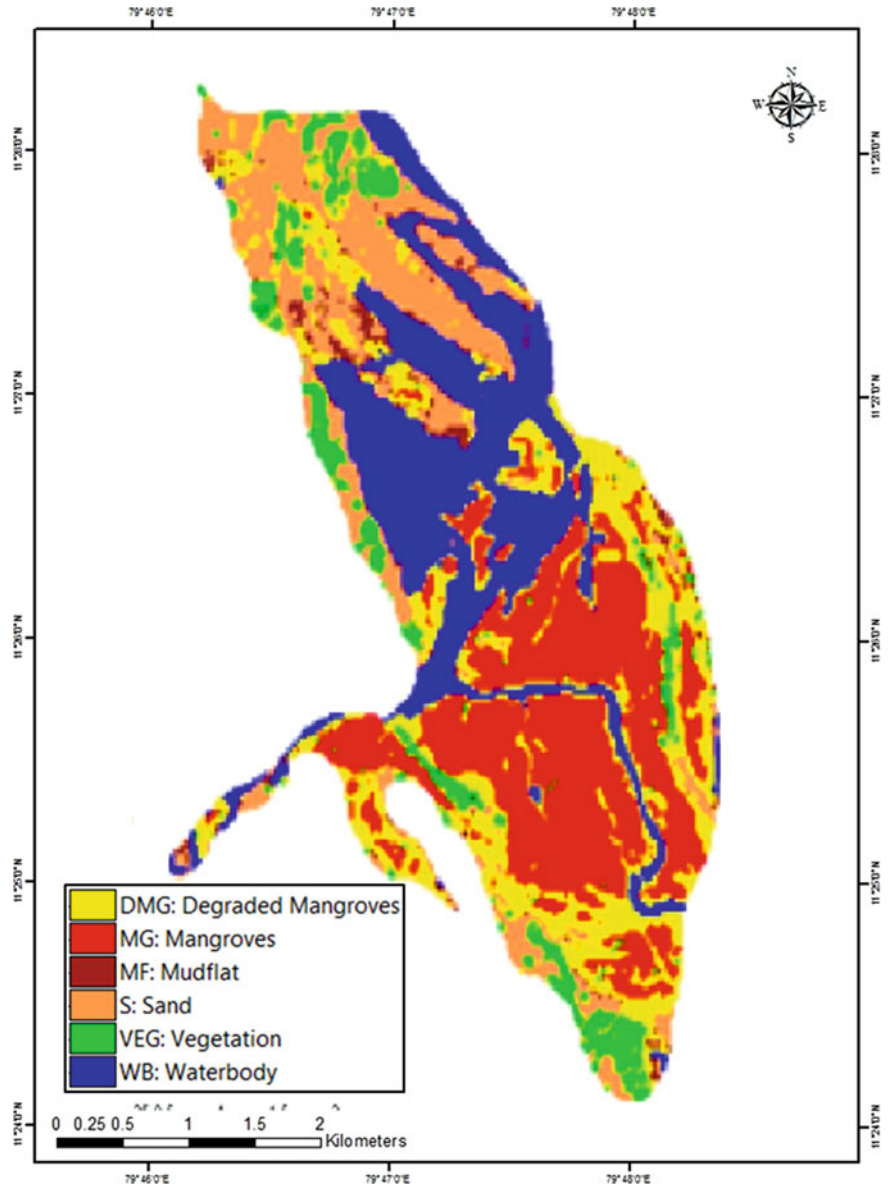 79°46'0"E 79°47'0"E 79°48'0"E
N
W E
S
11°28'0"N 11°28'0"N
11°27'0"N 11°27'0"N
11°26'0"N 11°26'0"N
11°25'0"N 11°25'0"N
DMG: Degraded Mangroves
MG: Mangroves
MF: Mudflat
S: Sand
VEG: Vegetation
WB: Waterbody
0 0.25 0.5 1 1.5 2
Kilometers
11°24'0"N 11°24'0"N
79°46'0"E 79°47'0"E 79°48'0"E